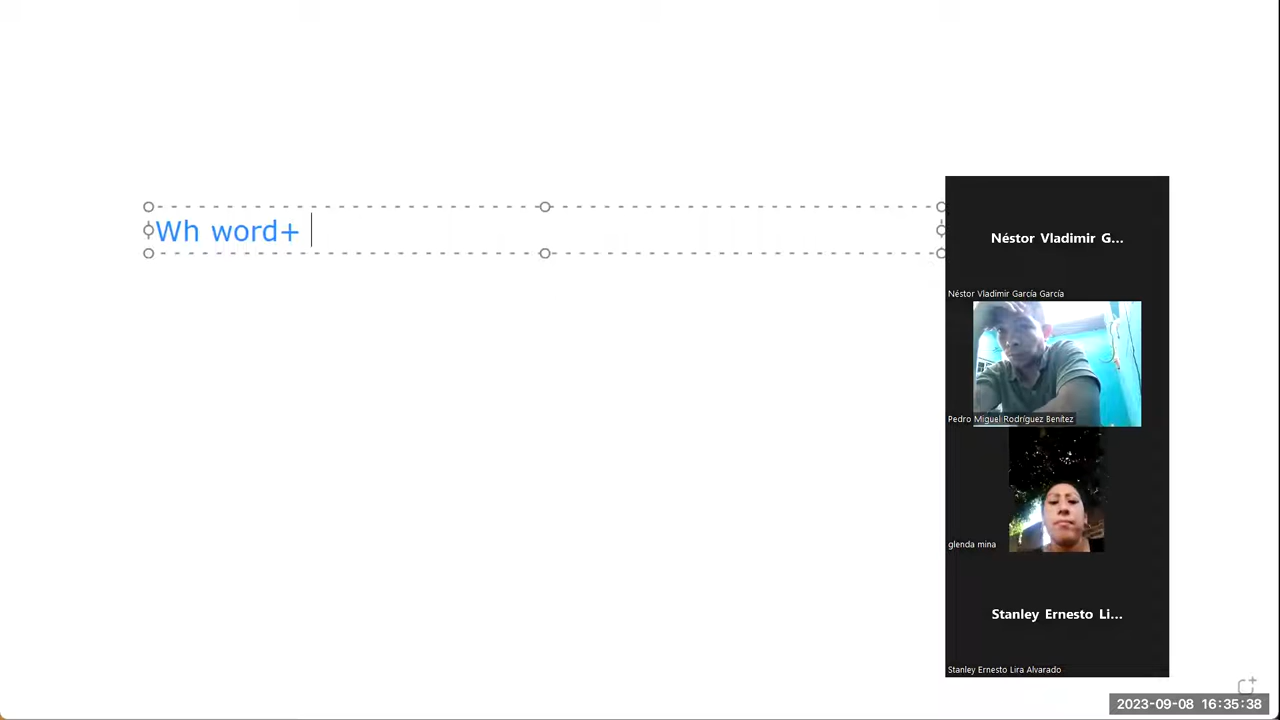 Wh word+
Néstor Vladimir G...
Néstor Vladimir García García
Pedro Miguel Rodríguez Benítez
glenda mina
Stanley Ernesto Li...
Stanley Ernesto Lira Alvarado
2023-09-08 16:35:38